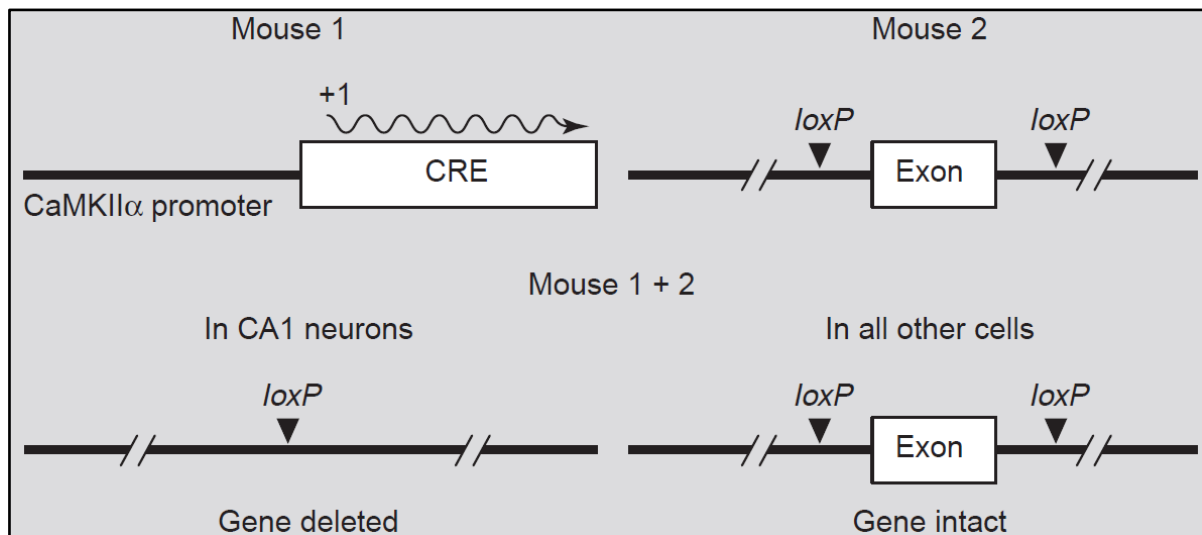 Mouse 1
Mouse 2
+1
CRE
CaMKIIα promoter
loxP
loxP
Exon
Mouse 1 + 2
In CA1 neurons
In all other cells
loxP
loxP
loxP
Exon
Gene deleted
Gene intact